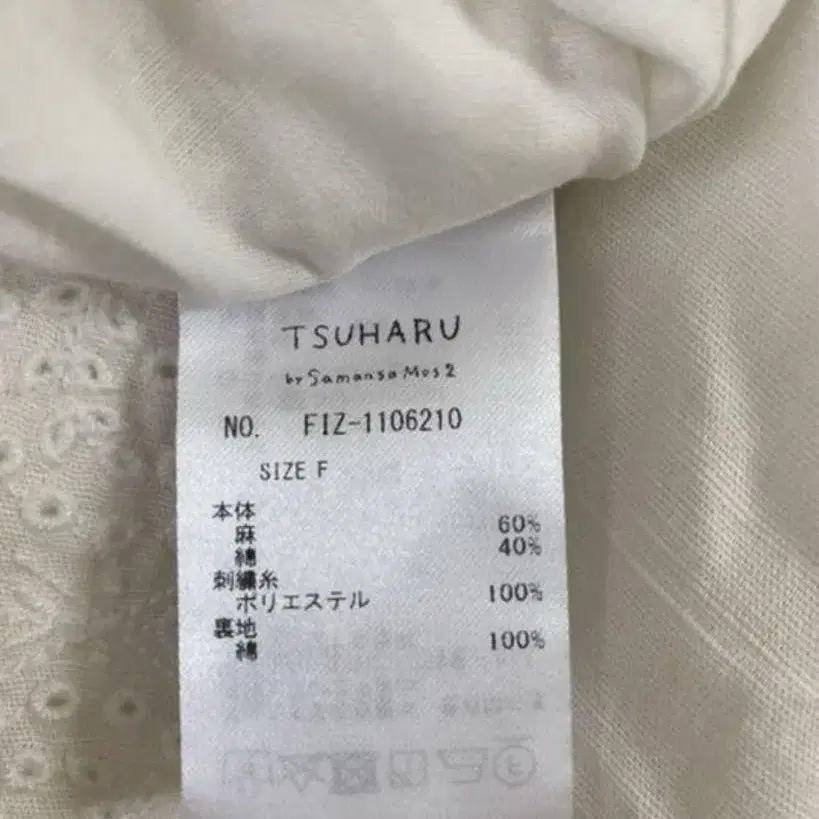 TSUHARU
by Samansa Mos2
NO. FIZ-1106210
SIZE F
本体
麻 60%
綿 40%
刺繍糸
ポリエステル 100%
裏地
綿 100%